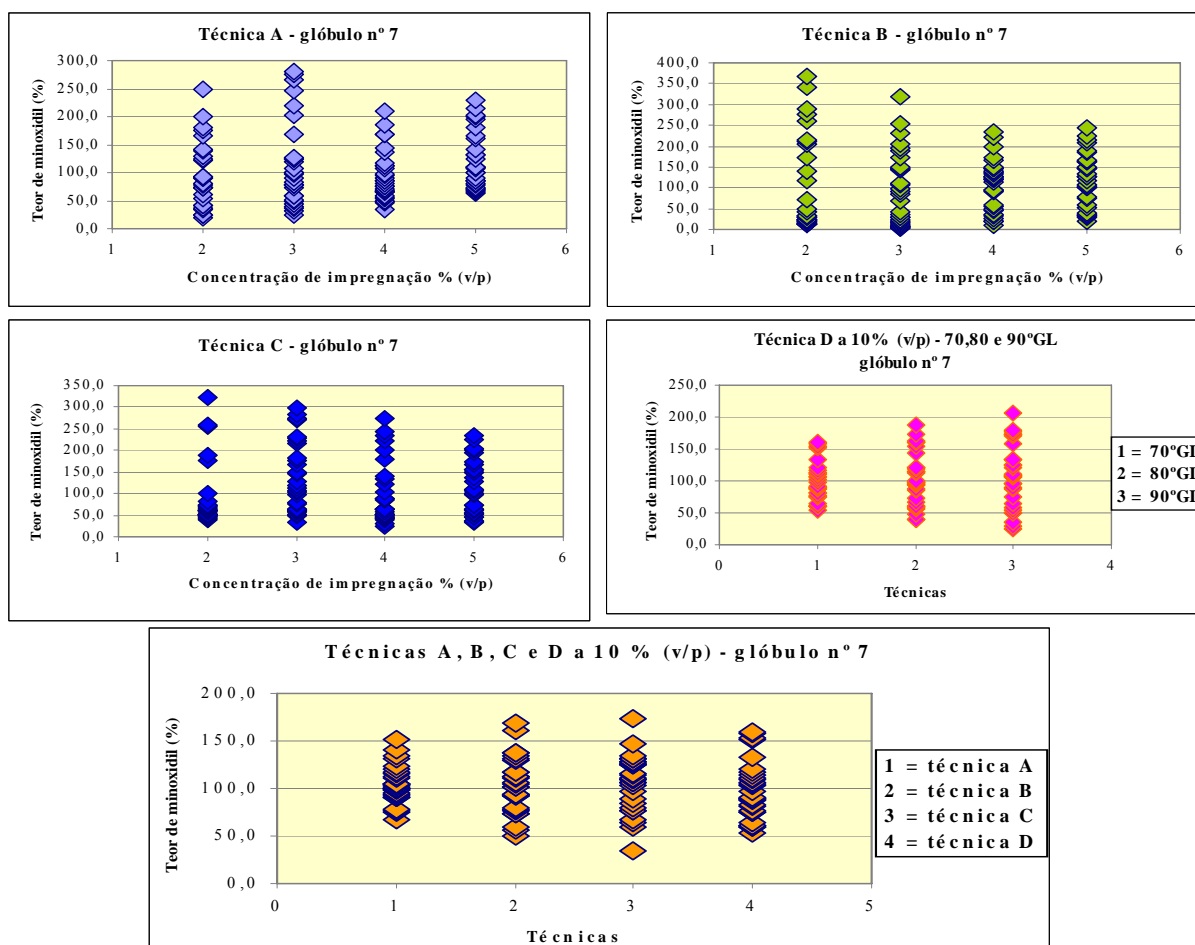 Técnica A - glóbulo nº 7
Teor de minoxidil (%)
300,0
250,0
200,0
150,0
100,0
50,0
0,0
1 2 3 4 5 6
Concentração de impregnação % (v/p)
Técnica B - glóbulo nº 7
Teor de minoxidil (%)
400,0
350,0
300,0
250,0
200,0
150,0
100,0
50,0
0,0
1 2 3 4 5 6
Concentração de impregnação % (v/p)
Técnica C - glóbulo nº 7
Teor de minoxidil (%)
350,0
300,0
250,0
200,0
150,0
100,0
50,0
0,0
1 2 3 4 5 6
Concentração de impregnação % (v/p)
Técnica D a 10% (v/p) - 70,80 e 90ºGL
glóbulo nº 7
Teor de minoxidil (%)
250,0
200,0
150,0
100,0
50,0
0,0
0 1 2 3 4
Técnicas
1 = 70ºGL
2 = 80ºGL
3 = 90ºGL
Técnicas A, B, C e D a 10 % (v/p) - glóbulo nº 7
Teor de minoxidil (%)
200,0
150,0
100,0
50,0
0,0
0 1 2 3 4 5
Técnicas
1 = técnica A
2 = técnica B
3 = técnica C
4 = técnica D